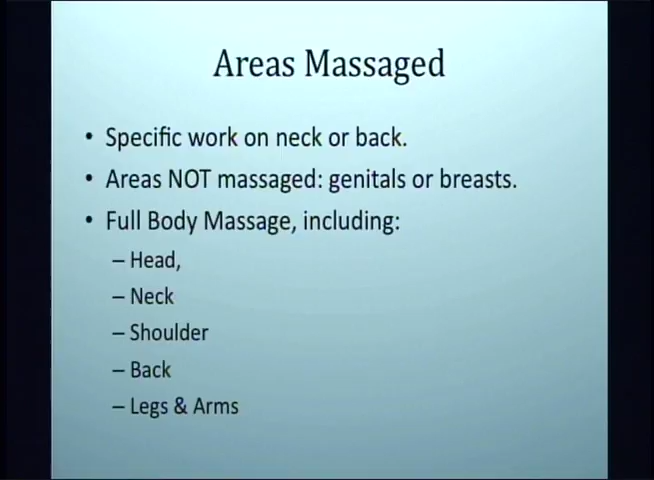 Areas Massaged
• Specific work on neck or back.
• Areas NOT massaged: genitals or breasts.
• Full Body Massage, including:
– Head,
– Neck
– Shoulder
– Back
– Legs & Arms